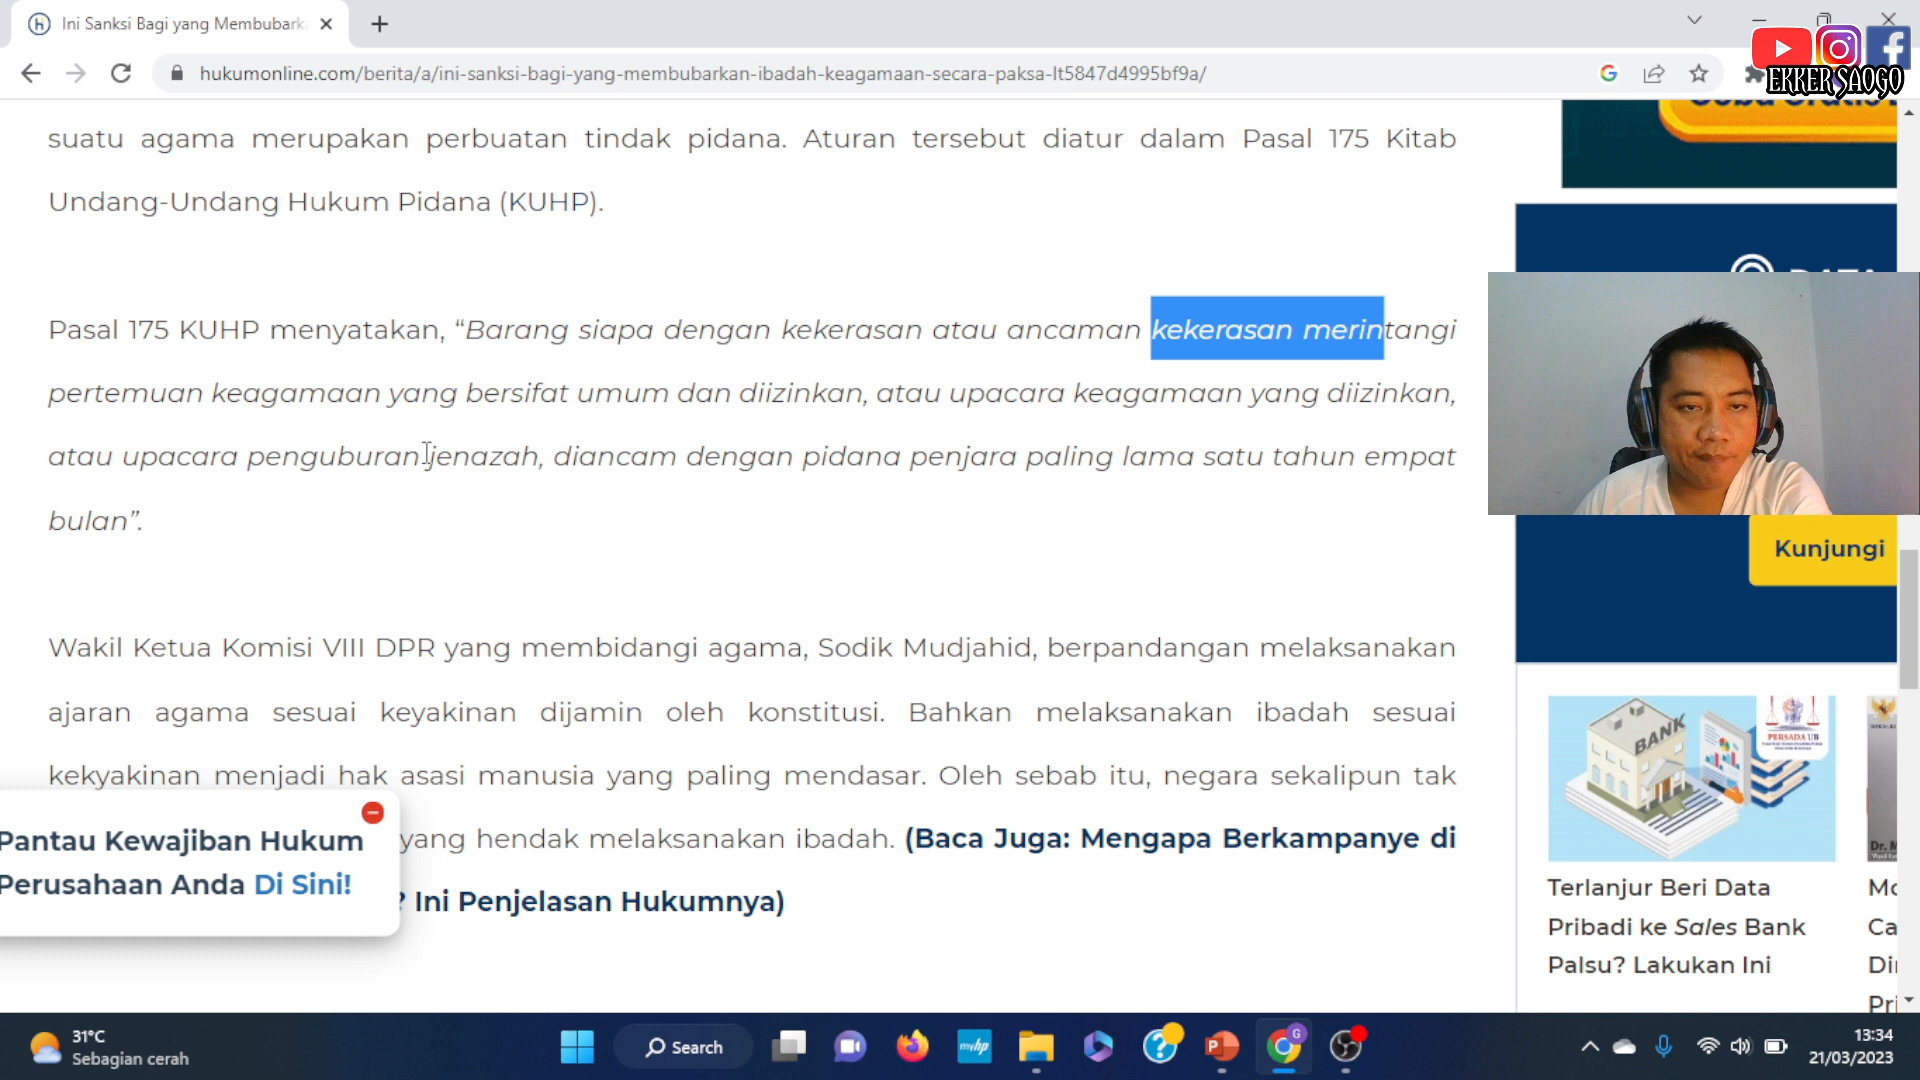 Ini Sanksi Bagi yang Membubark
hukumonline.com/berita/a/ini-sanksi-bagi-yang-membubarkan-ibadah-keagamaan-secara-paksa-lt5847d4995bf9a/
EKKER SAOGO
suatu agama merupakan perbuatan tindak pidana. Aturan tersebut diatur dalam Pasal 175 Kitab
Undang-Undang Hukum Pidana (KUHP).
Pasal 175 KUHP menyatakan, “Barang siapa dengan kekerasan atau ancaman kekerasan merintangi
pertemuan keagamaan yang bersifat umum dan diizinkan, atau upacara keagamaan yang diizinkan,
atau upacara penguburan jenazah, diancam dengan pidana penjara paling lama satu tahun empat
bulan”.
Wakil Ketua Komisi VIII DPR yang membidangi agama, Sodik Mudjahid, berpandangan melaksanakan
ajaran agama sesuai keyakinan dijamin oleh konstitusi. Bahkan melaksanakan ibadah sesuai
kekyakinan menjadi hak asasi manusia yang paling mendasar. Oleh sebab itu, negara sekalipun tak
yang hendak melaksanakan ibadah. (Baca Juga: Mengapa Berkampanye di
? Ini Penjelasan Hukumnya)
Pantau Kewajiban Hukum
Perusahaan Anda Di Sini!
Kunjungi
BANK
PERSADA UB
Terlanjur Beri Data
Pribadi ke Sales Bank
Palsu? Lakukan Ini
Mo
Ca
Di
Pri
31°C
Sebagian cerah
Search
myhp
G
13:34
21/03/2023